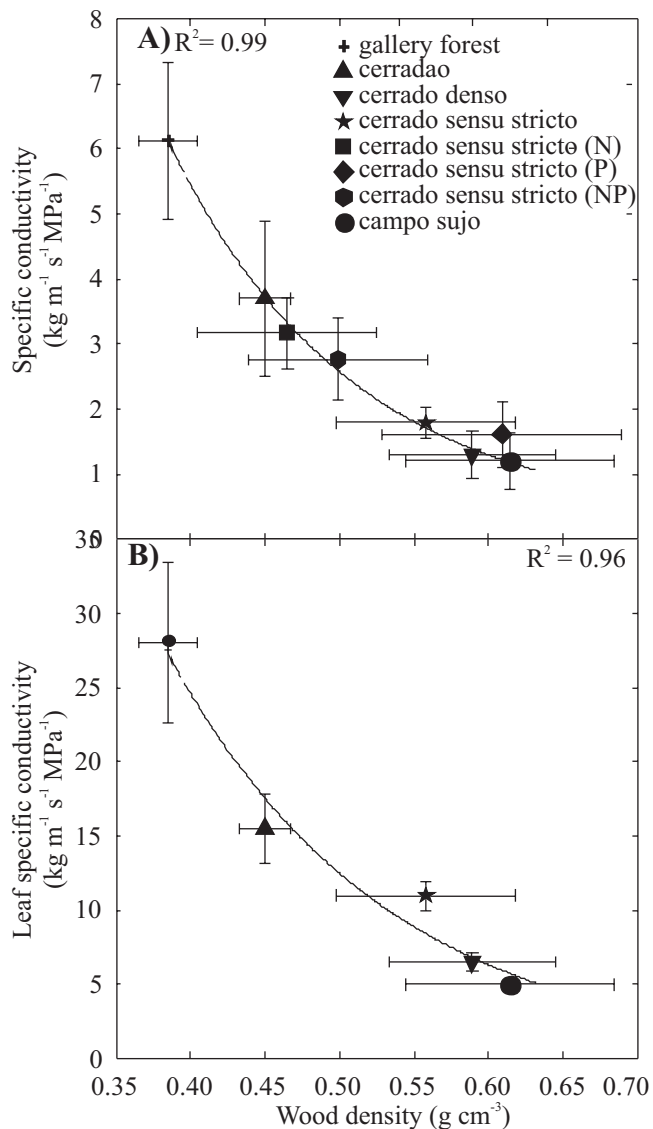 A) R²= 0.99
gallery forest
cerradao
cerrado denso
cerrado sensu stricto
cerrado sensu stricto (N)
cerrado sensu stricto (P)
cerrado sensu stricto (NP)
campo sujo
8
7
6
5
4
3
2
1
0
Specific conductivity
(kg m⁻¹ s⁻¹ MPa⁻¹)
B)
R² = 0.96
30
25
20
15
10
5
0
Leaf specific conductivity
(kg m⁻¹ s⁻¹ MPa⁻¹)
0.35 0.40 0.45 0.50 0.55 0.60 0.65 0.70
Wood density (g cm⁻³)